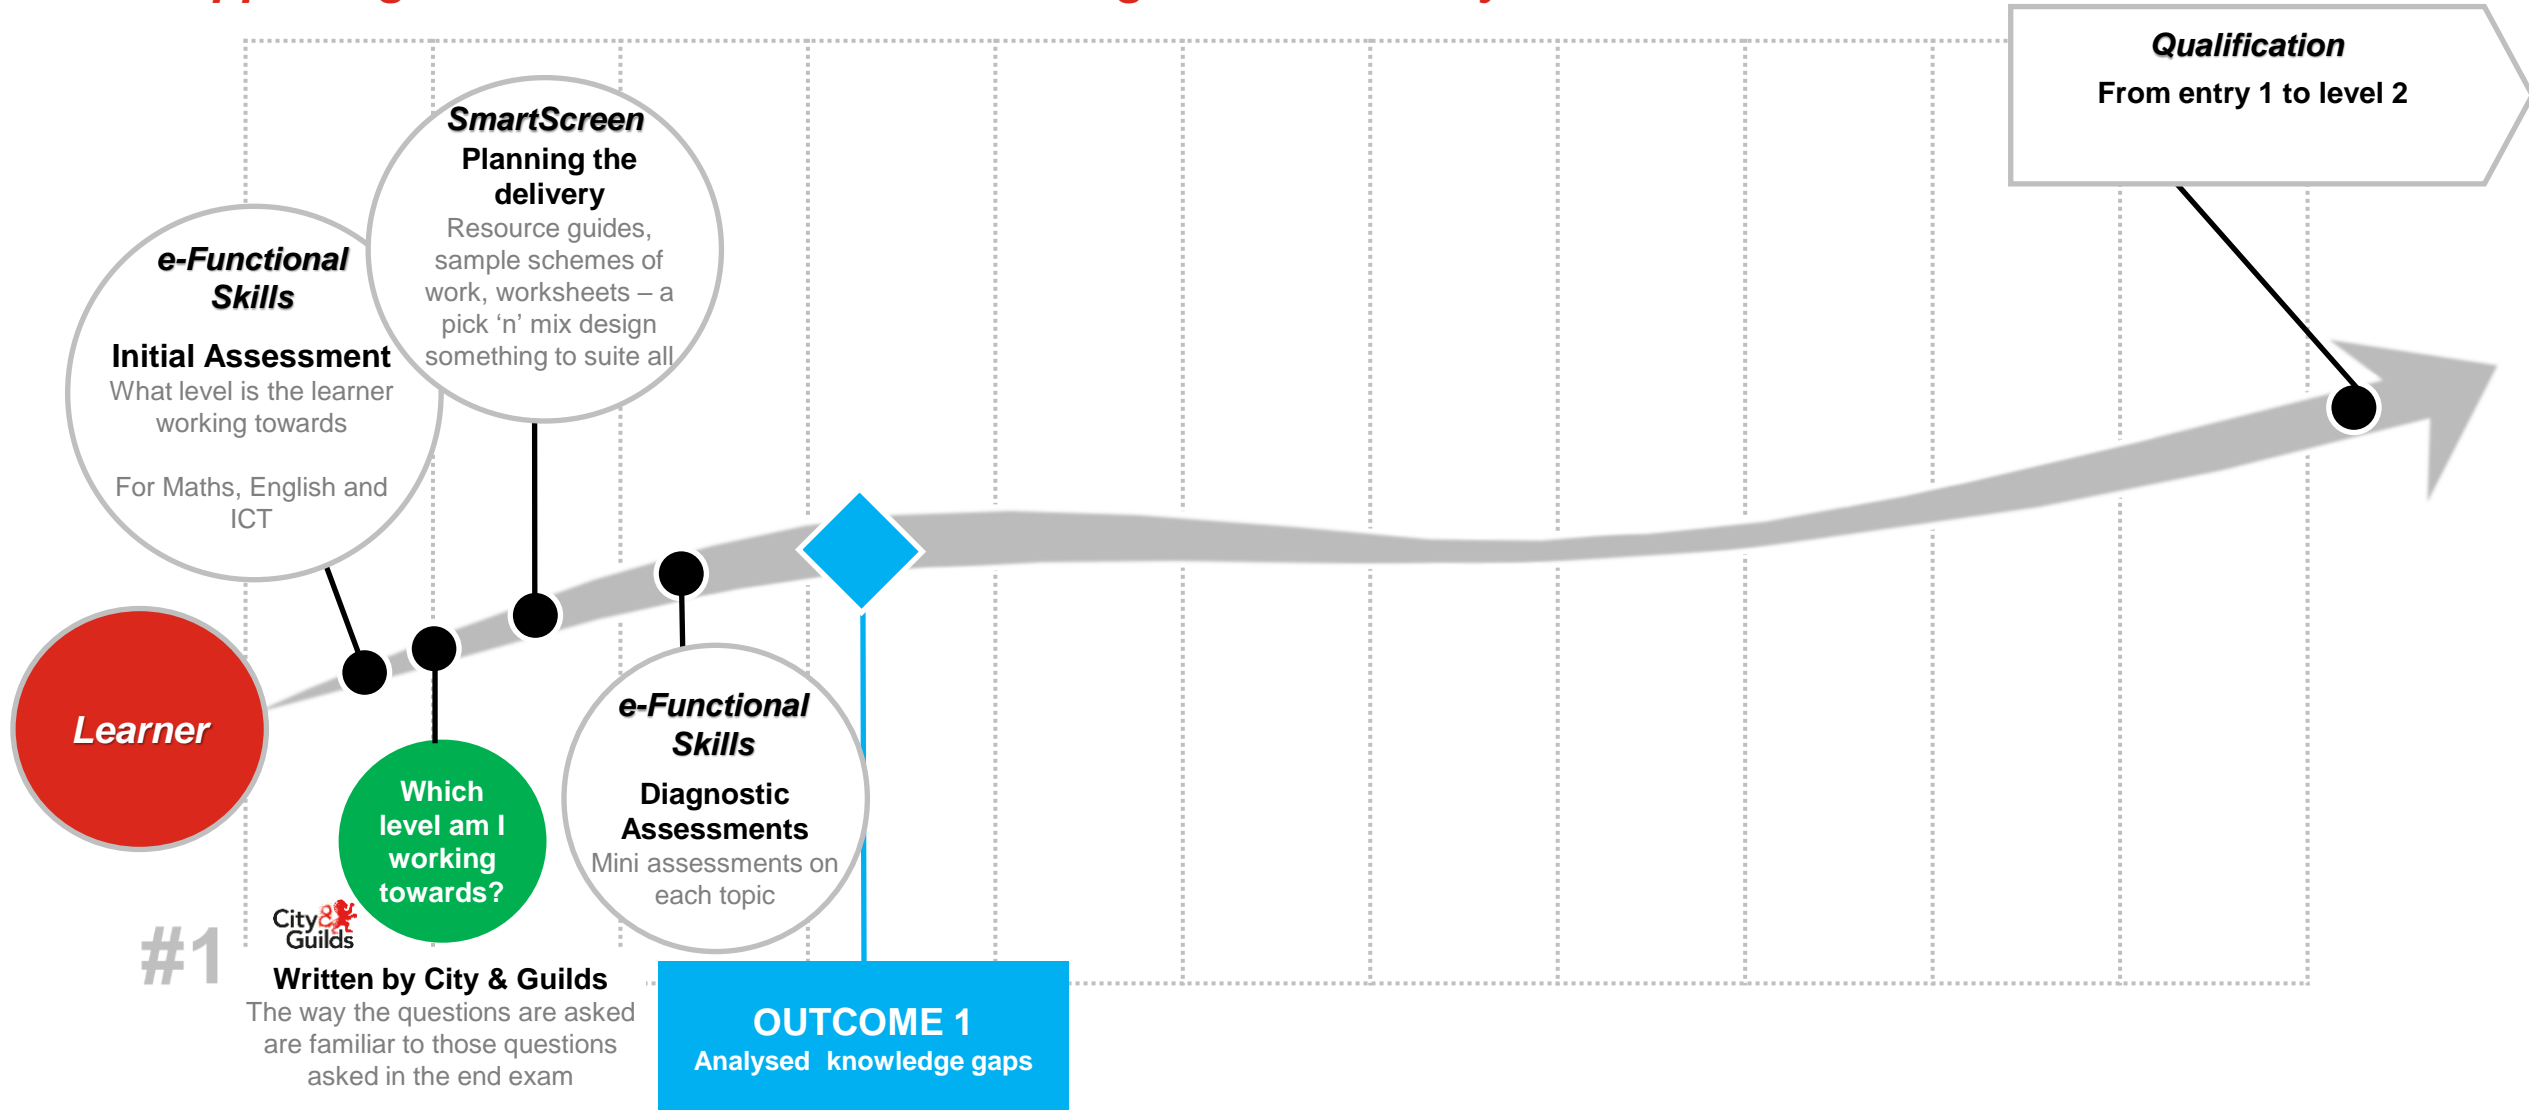 Qualification
From entry 1 to level 2
SmartScreen
Planning the
delivery
Resource guides,
sample schemes of
work, worksheets – a
pick ‘n’ mix design
something to suite all
e-Functional
Skills
Initial Assessment
What level is the learner
working towards
For Maths, English and
ICT
Learner
Which
level am I
working
towards?
e-Functional
Skills
Diagnostic
Assessments
Mini assessments on
each topic
#1
City &
Guilds
Written by City & Guilds
The way the questions are asked
are familiar to those questions
asked in the end exam
OUTCOME 1
Analysed knowledge gaps